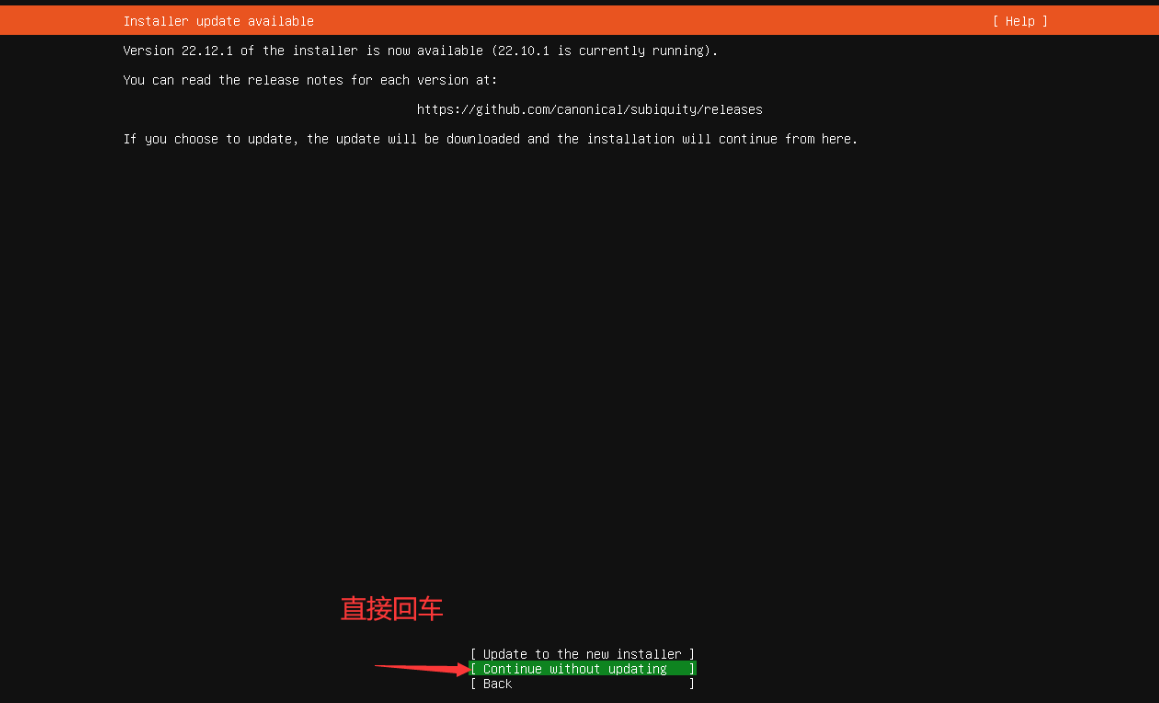 Installer update available [ Help ]
Version 22.12.1 of the installer is now available (22.10.1 is currently running).
You can read the release notes for each version at:
https://github.com/canonical/subiquity/releases
If you choose to update, the update will be downloaded and the installation will continue from here.
直接回车
[ Update to the new installer ]
[ Continue without updating ]
[ Back ]